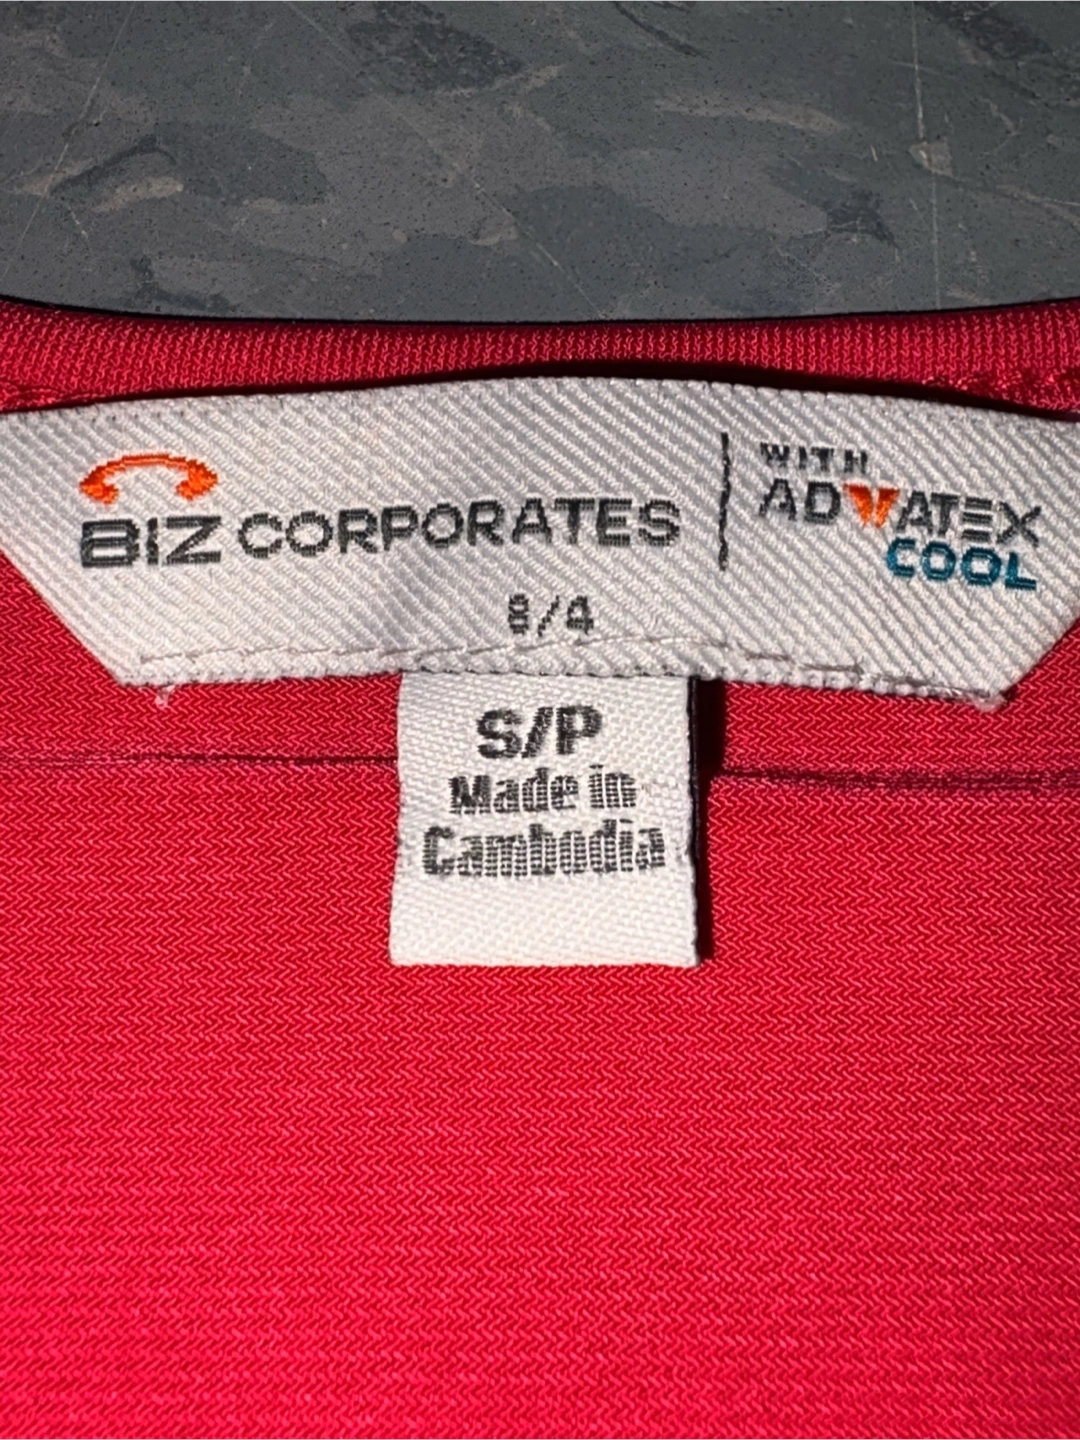 BIZ CORPORATES
WITH
ADVATEX
COOL
8/4
S/P
Made in
Cambodia